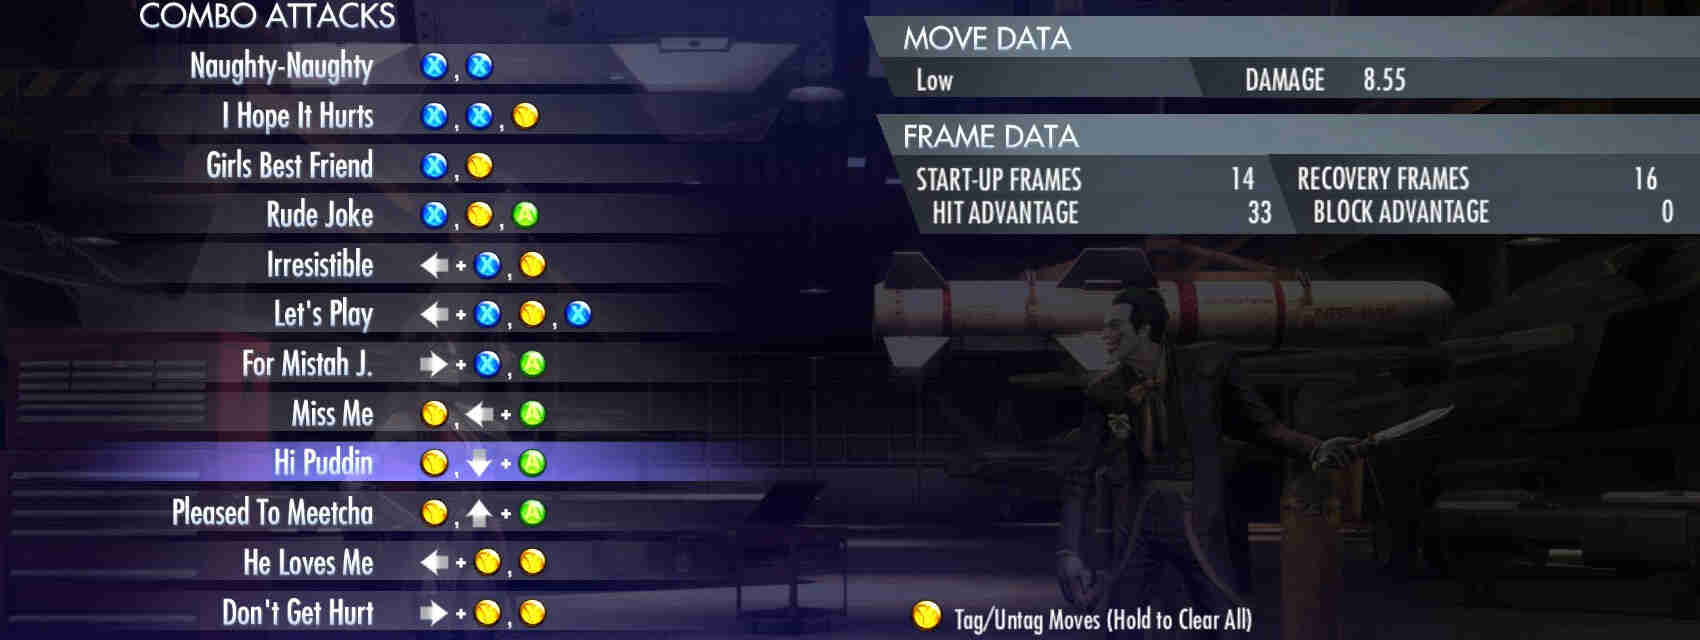 COMBO ATTACKS
Naughty-Naughty X, X
I Hope It Hurts X, X, Y
Girls Best Friend X, Y
Rude Joke X, Y, A
Irresistible + X, Y
Let's Play + X, Y, X
For Mistah J. + X, A
Miss Me Y, + A
Hi Puddin Y, + A
Pleased To Meetcha Y, + A
He Loves Me + Y, Y
Don't Get Hurt + Y, Y
MOVE DATA
Low DAMAGE 8.55
FRAME DATA
START-UP FRAMES 14 RECOVERY FRAMES 16
HIT ADVANTAGE 33 BLOCK ADVANTAGE 0
Y Tag/Untag Moves (Hold to Clear All)